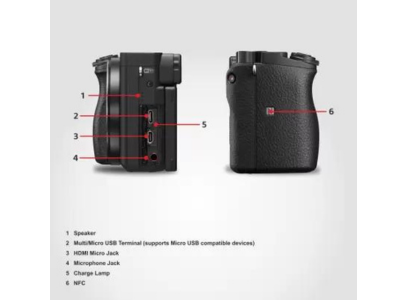 1
2
3
4
5
6
1 Speaker
2 Multi/Micro USB Terminal (supports Micro USB compatible devices)
3 HDMI Micro Jack
4 Microphone Jack
5 Charge Lamp
6 NFC